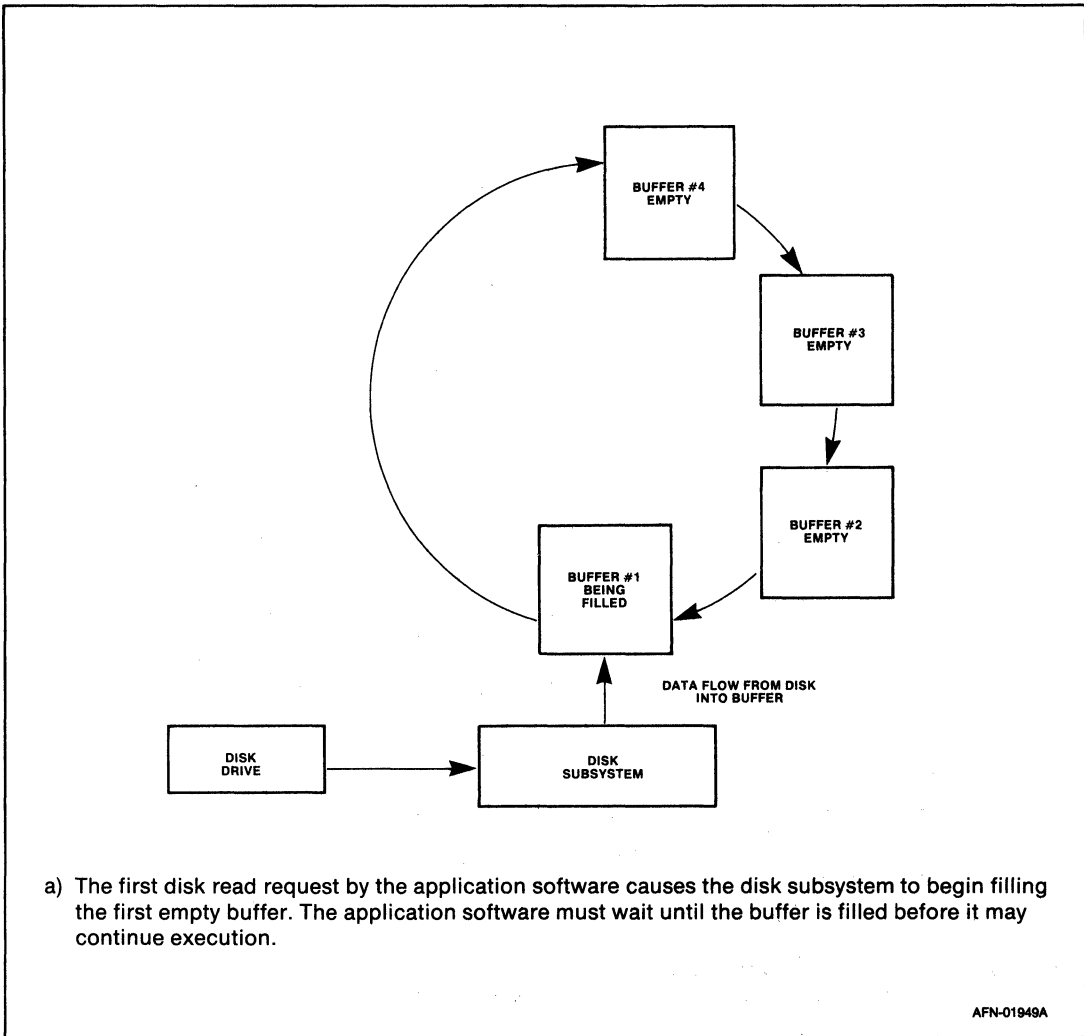 BUFFER #4
EMPTY
BUFFER #3
EMPTY
BUFFER #2
EMPTY
BUFFER #1
BEING
FILLED
DATA FLOW FROM DISK
INTO BUFFER
DISK
DRIVE
DISK
SUBSYSTEM
a) The first disk read request by the application software causes the disk subsystem to begin filling
the first empty buffer. The application software must wait until the buffer is filled before it may
continue execution.
AFN-01949A